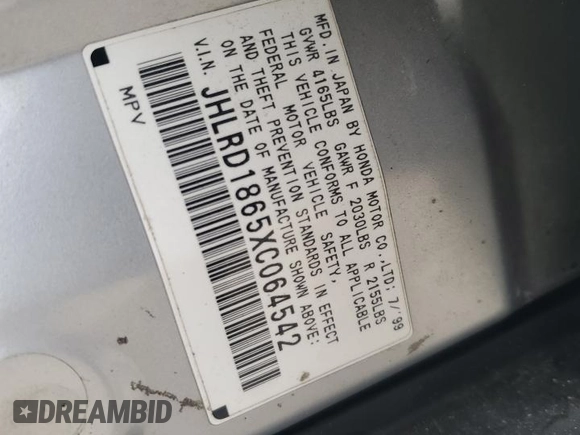 MFD. IN JAPAN BY HONDA MOTOR CO., LTD; 7/'99
GVWR 4165LBS GAWR F 2030LBS R 2155LBS
THIS VEHICLE CONFORMS TO ALL APPLICABLE
FEDERAL MOTOR VEHICLE SAFETY,
AND THEFT PREVENTION STANDARDS IN EFFECT
ON THE DATE OF MANUFACTURE SHOWN ABOVE:
V.I.N. JHLRD1865XC064542
MPV
DREAMBID